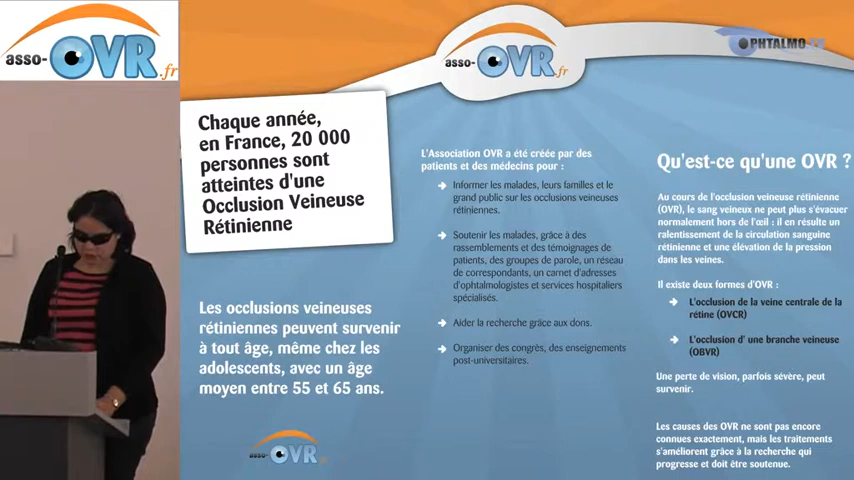 asso-OVR.fr
asso-OVR.fr
OPHTALMO-TV
Chaque année,
en France, 20 000
personnes sont
atteintes d'une
Occlusion Veineuse
Rétinienne
Les occlusions veineuses
rétiniennes peuvent survenir
à tout âge, même chez les
adolescents, avec un âge
moyen entre 55 et 65 ans.
asso-OVR.fr
L'Association OVR a été créée par des
patients et des médecins pour :
Informer les malades, leurs familles et le
grand public sur les occlusions veineuses
rétiniennes.
Soutenir les malades, grâce à des
rassemblements et des témoignages de
patients, des groupes de parole, un réseau
de correspondants, un carnet d'adresses
d'ophtalmologistes et services hospitaliers
spécialisés.
Aider la recherche grâce aux dons.
Organiser des congrès, des enseignements
post-universitaires.
Qu'est-ce qu'une OVR ?
Au cours de l'occlusion veineuse rétinienne
(OVR), le sang veineux ne peut plus s'évacuer
normalement hors de l'œil : il en résulte un
ralentissement de la circulation sanguine
rétinienne et une élévation de la pression
dans les veines.
Il existe deux formes d'OVR :
L'occlusion de la veine centrale de la
rétine (OVCR)
L'occlusion d' une branche veineuse
(OBVR)
Une perte de vision, parfois sévère, peut
survenir.
Les causes des OVR ne sont pas encore
connues exactement, mais les traitements
s'améliorent grâce à la recherche qui
progresse et doit être soutenue.